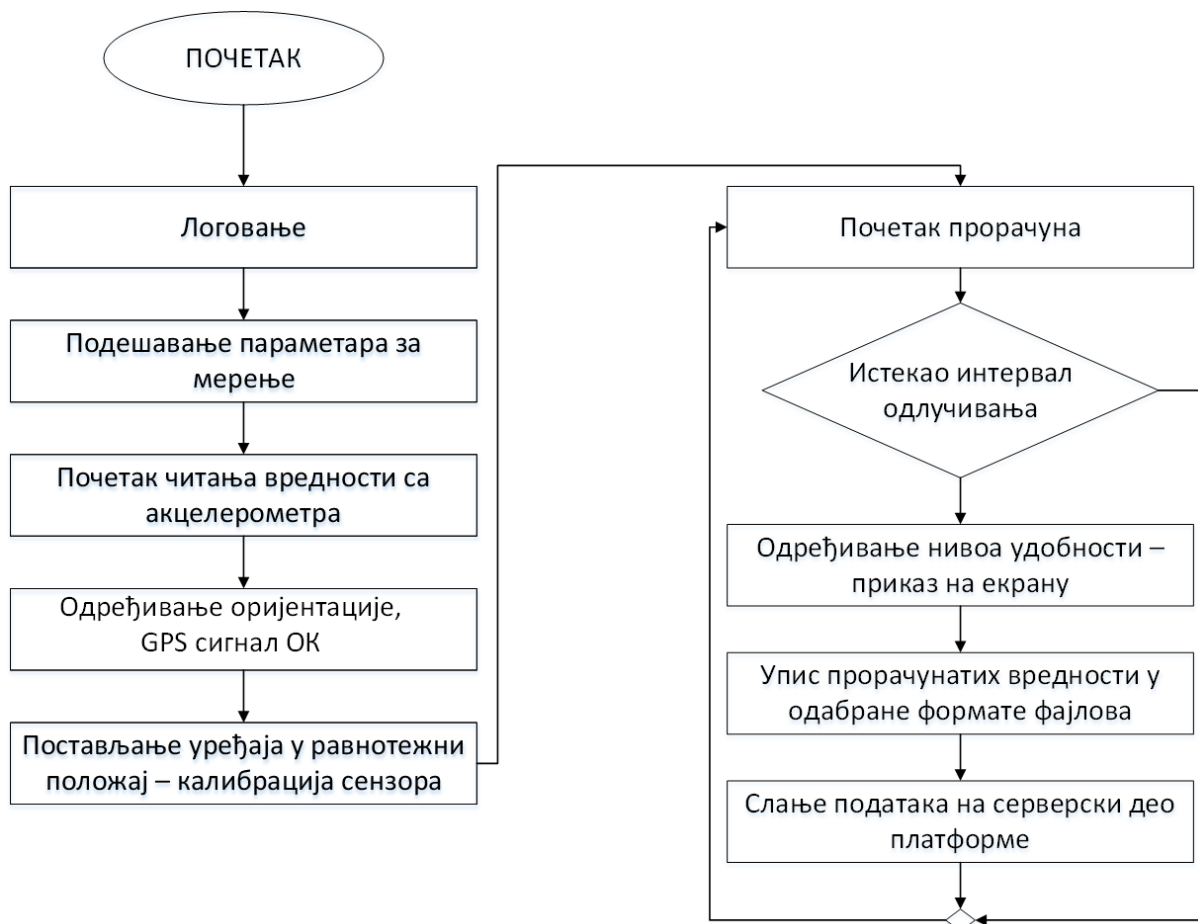 ПОЧЕТАК
Логовање
Подешавање параметара за
мерење
Почетак читања вредности са
акцелерометра
Одређивање оријентације,
GPS сигнал ОК
Постављање уређаја у равнотежни
положај – калибрација сензора
Почетак прорачуна
Истекао интервал
одлучивања
Одређивање нивоа удобности –
приказ на екрану
Упис прорачунатих вредности у
одабране формате фајлова
Слање података на серверски део
платформе